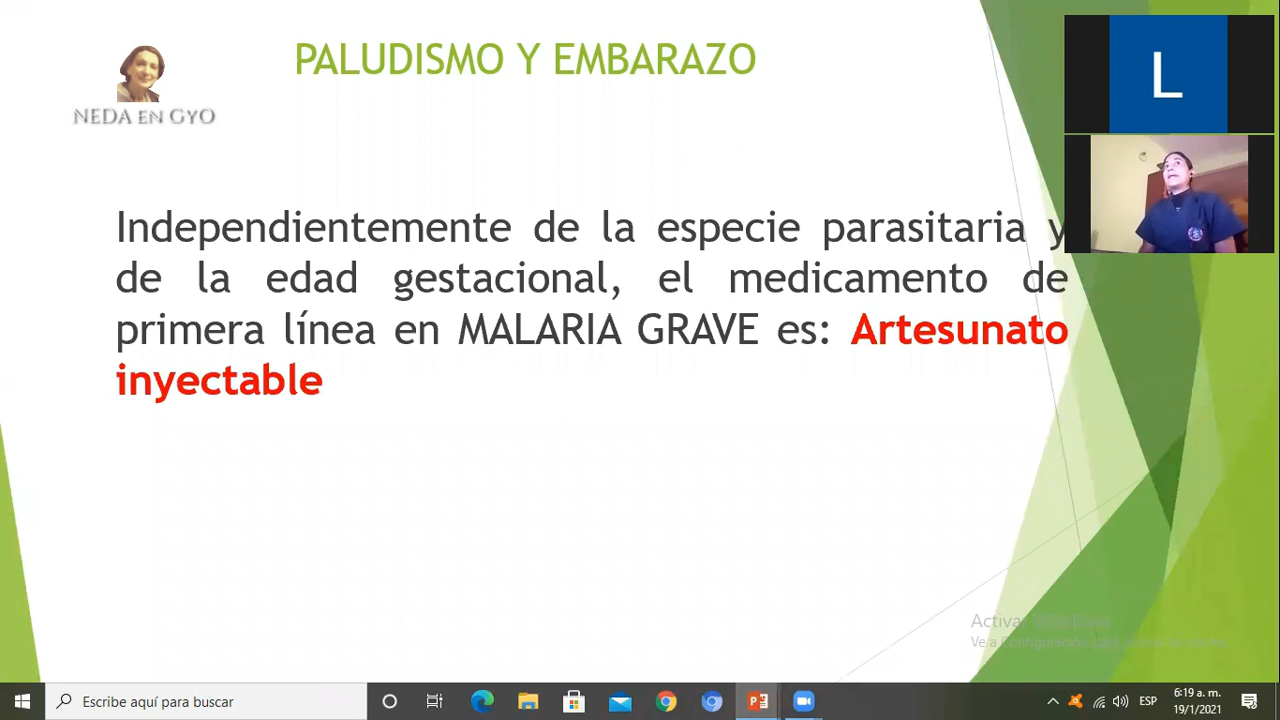 PALUDISMO Y EMBARAZO
NEDA EN GYO
L
Independientemente de la especie parasitaria y
de la edad gestacional, el medicamento de
primera línea en MALARIA GRAVE es: Artesunato
inyectable
Activar Windows
Ve a Configuración para activar Windows.
Escribe aquí para buscar
ESP
6:19 a. m.
19/1/2021